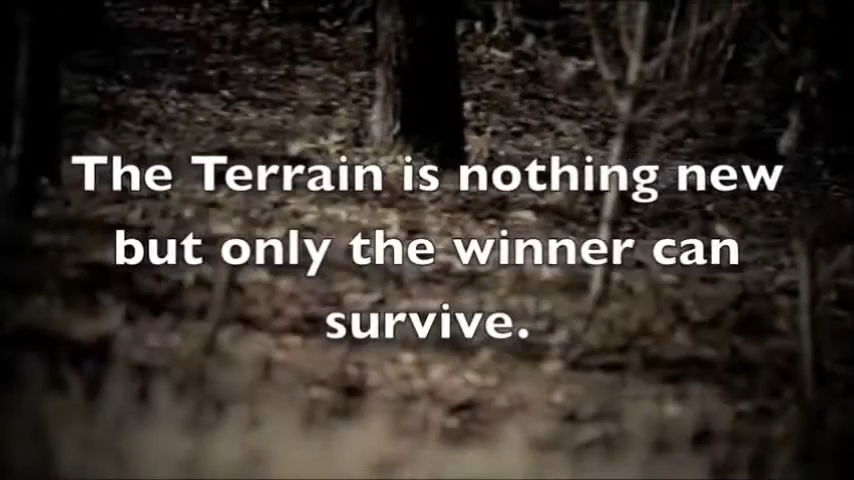 The Terrain is nothing new
but only the winner can
survive.